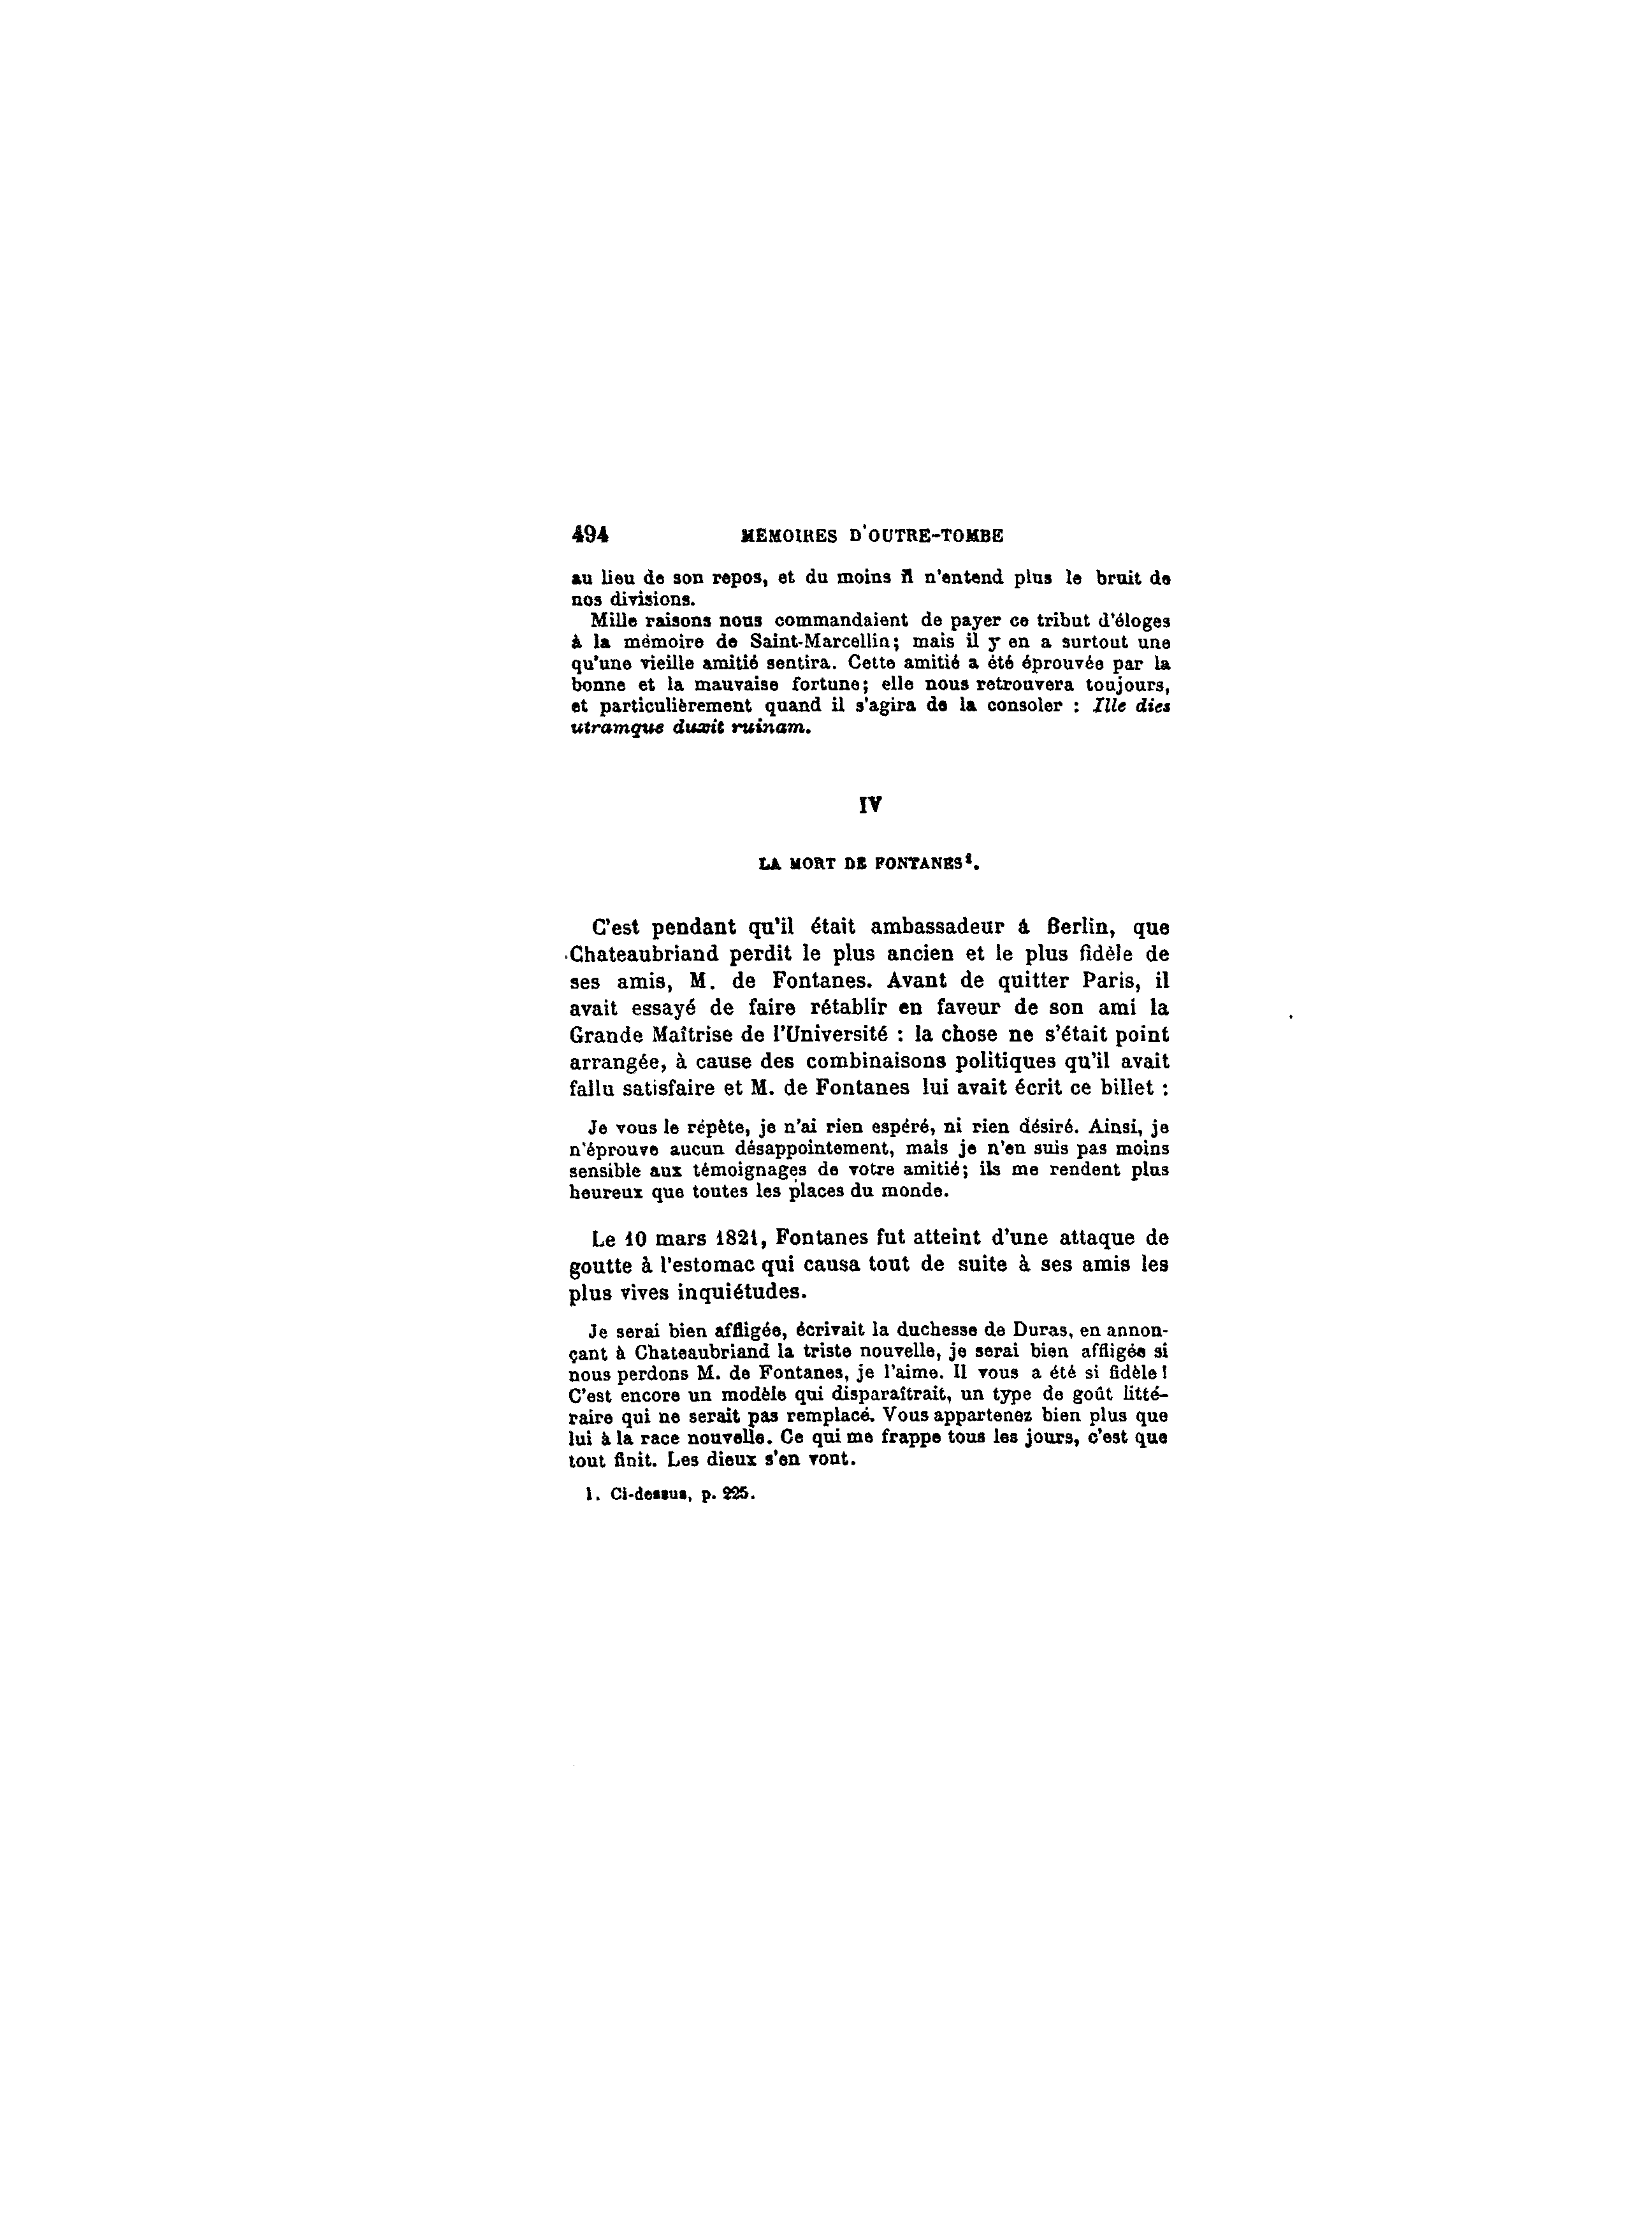 494 MÉMOIRES D'OUTRE-TOMBE
au lieu de son repos, et du moins il n'entend plus le bruit de
nos divisions.
Mille raisons nous commandaient de payer ce tribut d'éloges
à la mémoire de Saint-Marcellin; mais il y en a surtout une
qu'une vieille amitié sentira. Cette amitié a été éprouvée par la
bonne et la mauvaise fortune; elle nous retrouvera toujours,
et particulièrement quand il s'agira de la consoler : Ille dies
utramque duxit ruinam.
IV
LA MORT DE FONTANES¹.
C'est pendant qu'il était ambassadeur à Berlin, que
Chateaubriand perdit le plus ancien et le plus fidèle de
ses amis, M. de Fontanes. Avant de quitter Paris, il
avait essayé de faire rétablir en faveur de son ami la
Grande Maîtrise de l'Université : la chose ne s'était point
arrangée, à cause des combinaisons politiques qu'il avait
fallu satisfaire et M. de Fontanes lui avait écrit ce billet :
Je vous le répète, je n'ai rien espéré, ni rien désiré. Ainsi, je
n'éprouve aucun désappointement, mais je n'en suis pas moins
sensible aux témoignages de votre amitié; ils me rendent plus
heureux que toutes les places du monde.
Le 10 mars 1821, Fontanes fut atteint d'une attaque de
goutte à l'estomac qui causa tout de suite à ses amis les
plus vives inquiétudes.
Je serai bien affligée, écrivait la duchesse de Duras, en annon-
çant à Chateaubriand la triste nouvelle, je serai bien affligée si
nous perdons M. de Fontanes, je l'aime. Il vous a été si fidèle!
C'est encore un modèle qui disparaîtrait, un type de goût litté-
raire qui ne serait pas remplacé. Vous appartenez bien plus que
lui à la race nouvelle. Ce qui me frappe tous les jours, c'est que
tout finit. Les dieux s'en vont.
1. Ci-dessus, p. 225.